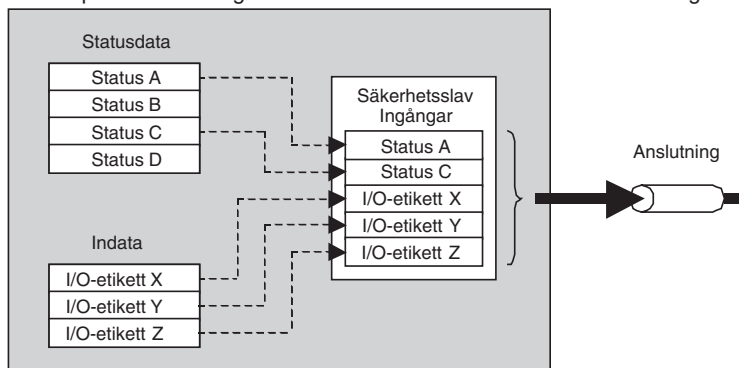 Statusdata
Status A
Status B
Status C
Status D
Indata
I/O-etikett X
I/O-etikett Y
I/O-etikett Z
Säkerhetsslav
Ingångar
Status A
Status C
I/O-etikett X
I/O-etikett Y
I/O-etikett Z
Anslutning